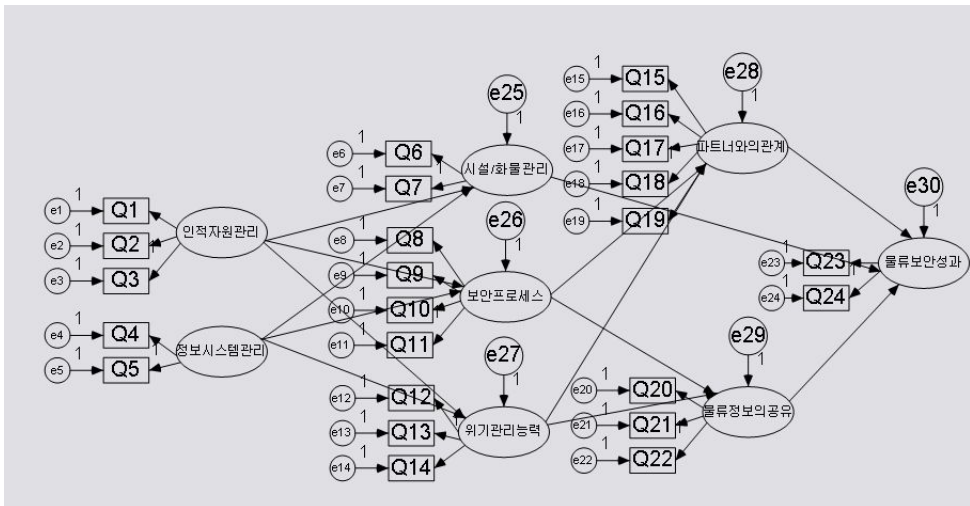 e28
e15 1 Q15 1
e25
e16 1 Q16
e17 1 Q17 1 파트너와의관계
e6 1 Q6 1
e30
e7 1 Q7 1 시설/화물관리
e18 1 Q18
e1 1 Q1
e26
e19 1 Q19
e2 1 Q2 1 인적자원관리
e8 1 Q8 1
e3 1 Q3
e9 1 Q9
e23 1 Q23 1 물류보안성과
e10 1 Q10 1 보안프로세스
e24 1 Q24
e4 1 Q4
e11 1 Q11
e29
e5 1 Q5 1 정보시스템관리
e27
e20 1 Q20 1
e12 1 Q12 1
e21 1 Q21 1 물류정보의공유
e13 1 Q13 위기관리능력
e22 1 Q22
e14 1 Q14